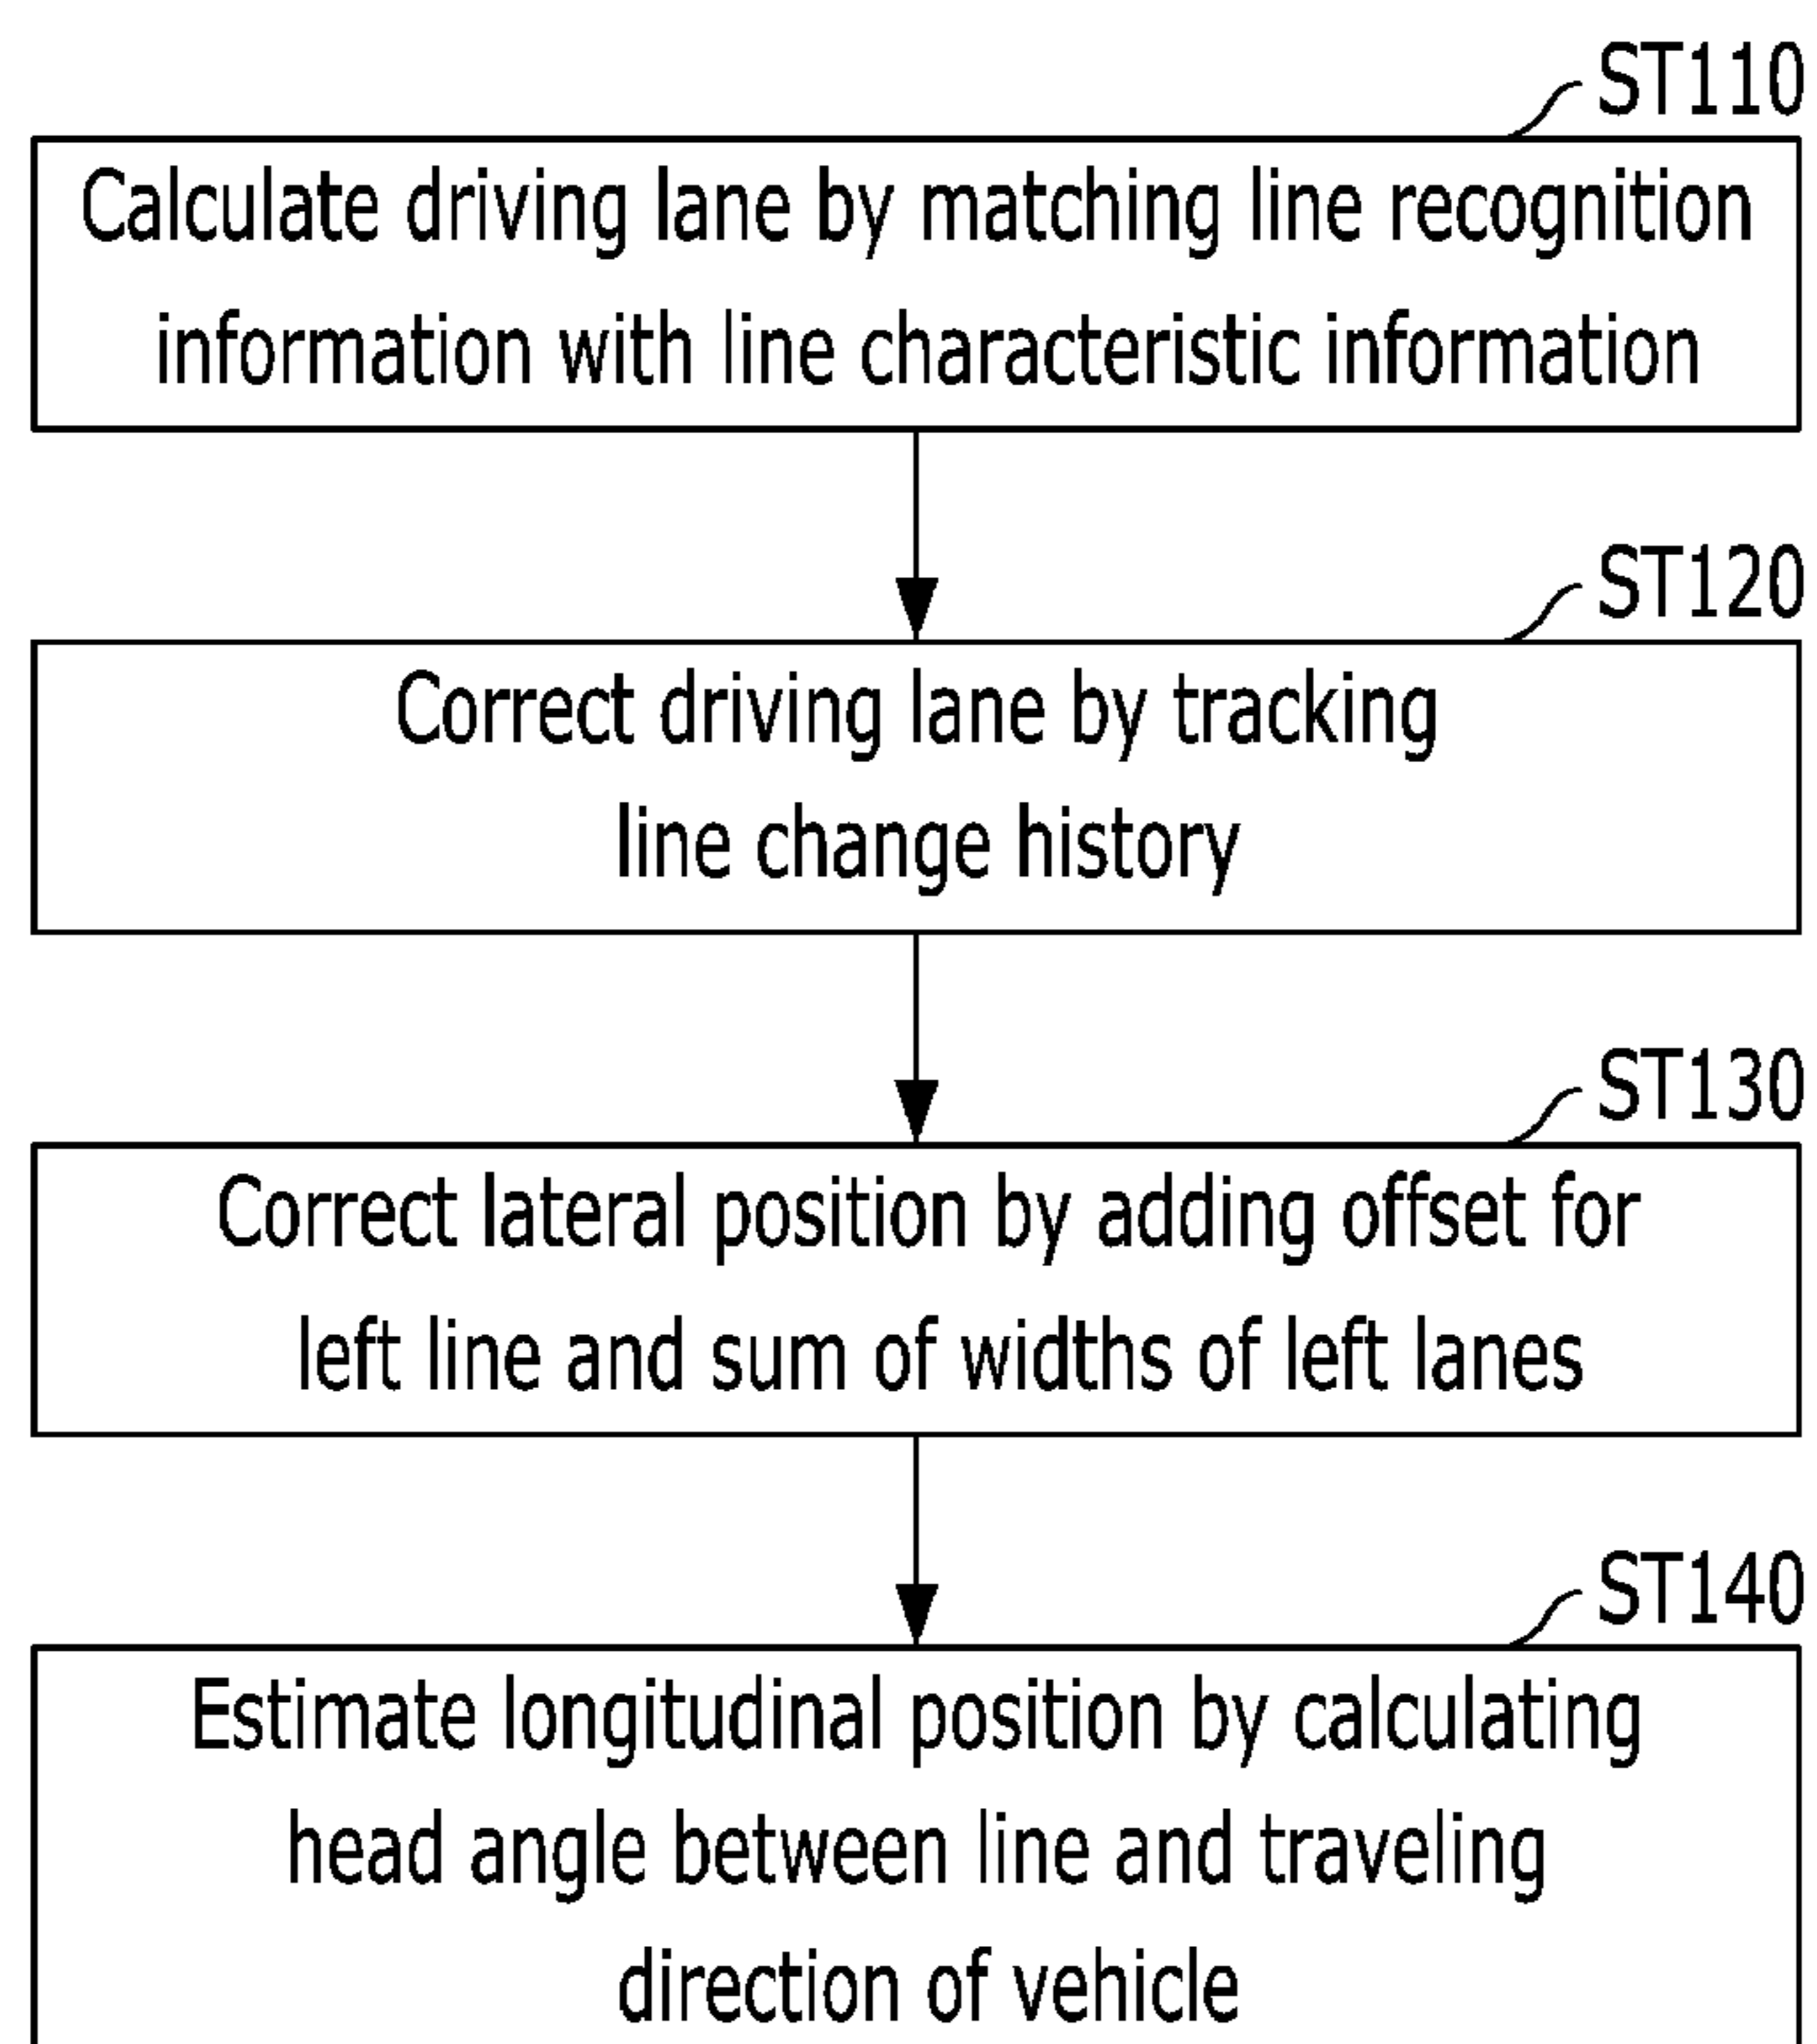 ST110
Calculate driving lane by matching line recognition
information with line characteristic information
ST120
Correct driving lane by tracking
line change history
ST130
Correct lateral position by adding offset for
left line and sum of widths of left lanes
ST140
Estimate longitudinal position by calculating
head angle between line and traveling
direction of vehicle